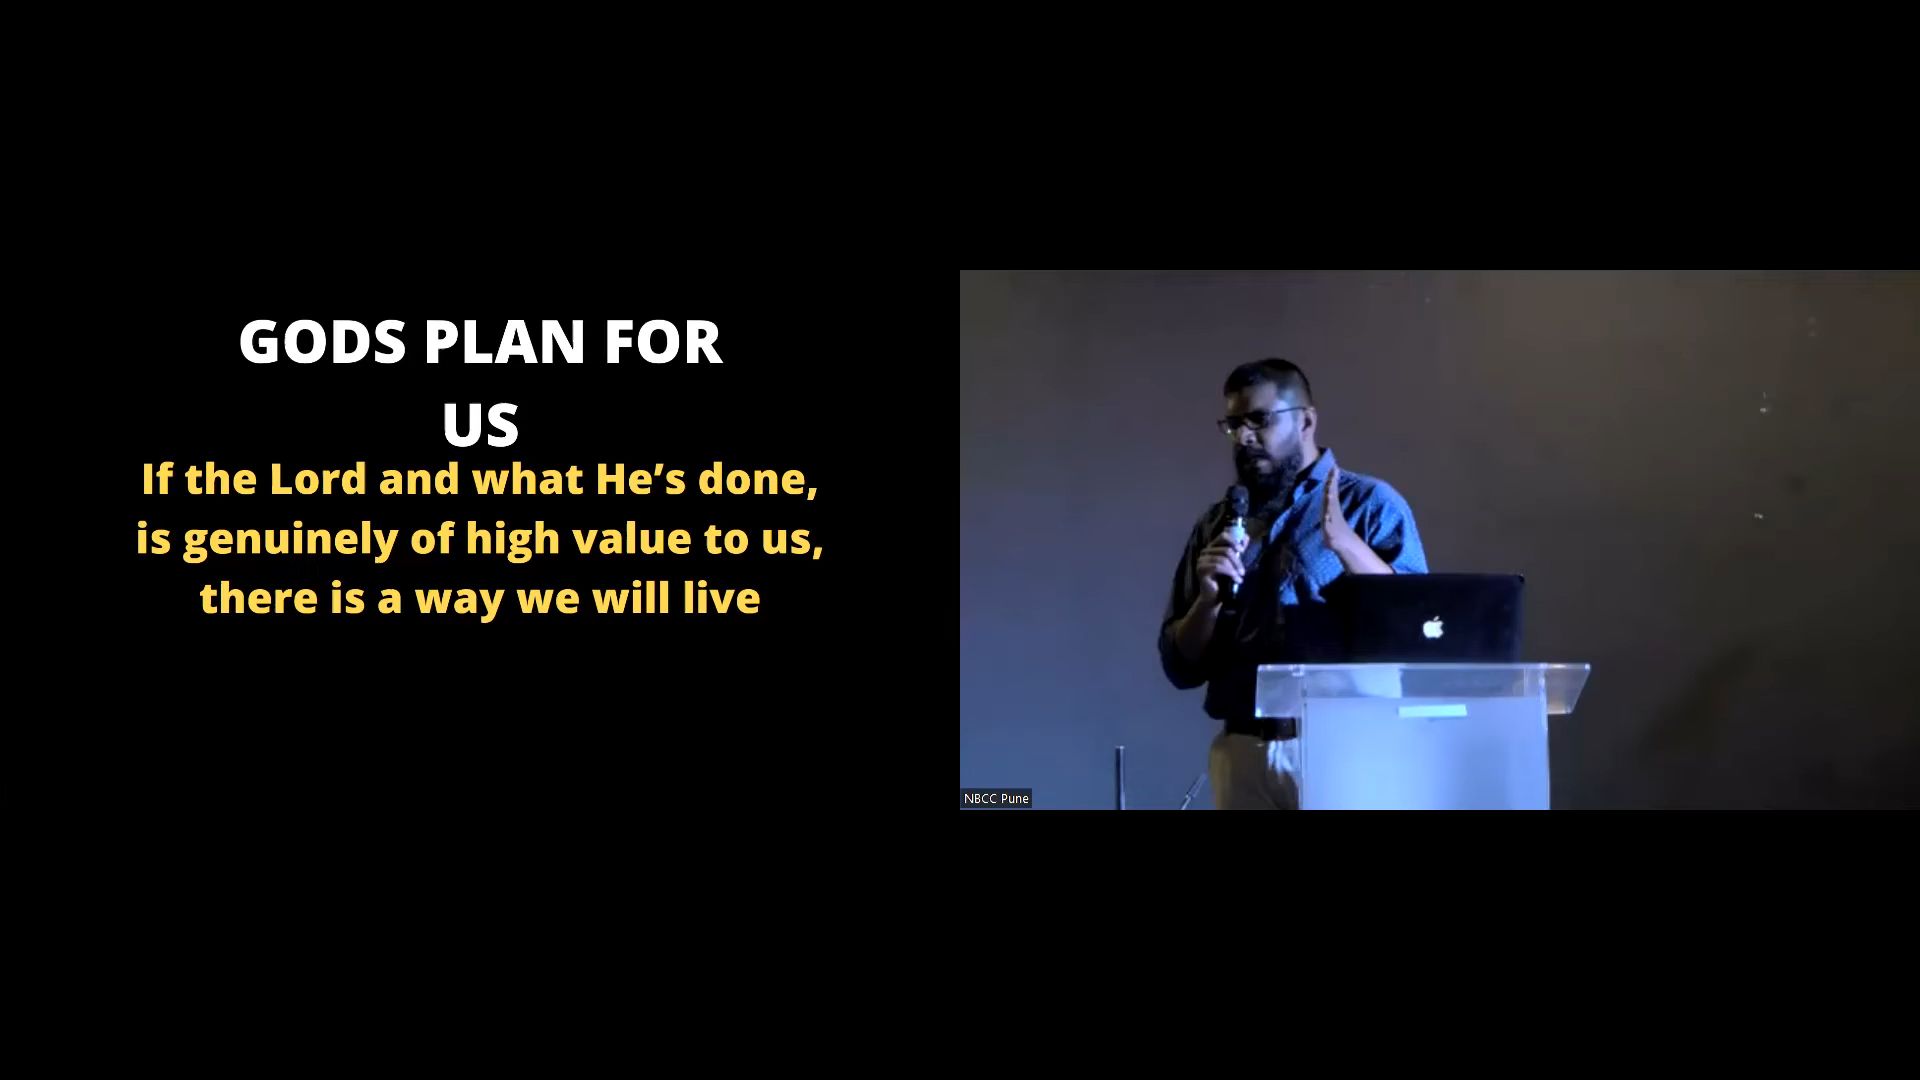 GODS PLAN FOR
US
If the Lord and what He’s done,
is genuinely of high value to us,
there is a way we will live
NBCC Pune